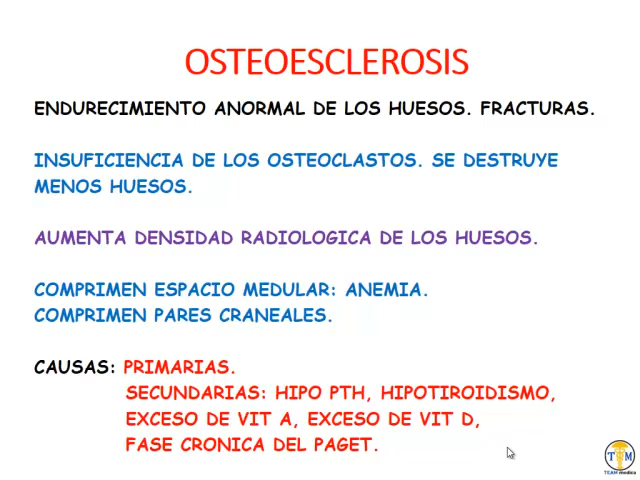 OSTEOESCLEROSIS
ENDURECIMIENTO ANORMAL DE LOS HUESOS. FRACTURAS.
INSUFICIENCIA DE LOS OSTEOCLASTOS. SE DESTRUYE
MENOS HUESOS.
AUMENTA DENSIDAD RADIOLOGICA DE LOS HUESOS.
COMPRIMEN ESPACIO MEDULAR: ANEMIA.
COMPRIMEN PARES CRANEALES.
CAUSAS: PRIMARIAS.
SECUNDARIAS: HIPO PTH, HIPOTIROIDISMO,
EXCESO DE VIT A, EXCESO DE VIT D,
FASE CRONICA DEL PAGET.
T M
TEAM medica